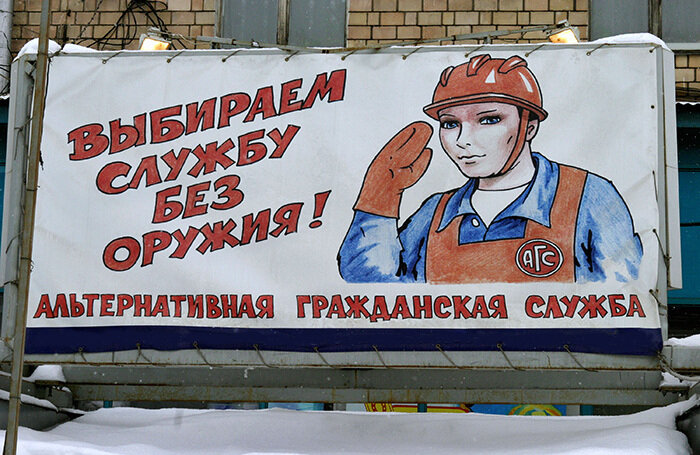 ВЫБИРАЕМ
СЛУЖБУ
БЕЗ
ОРУЖИЯ!
АГС
АЛЬТЕРНАТИВНАЯ ГРАЖДАНСКАЯ СЛУЖБА